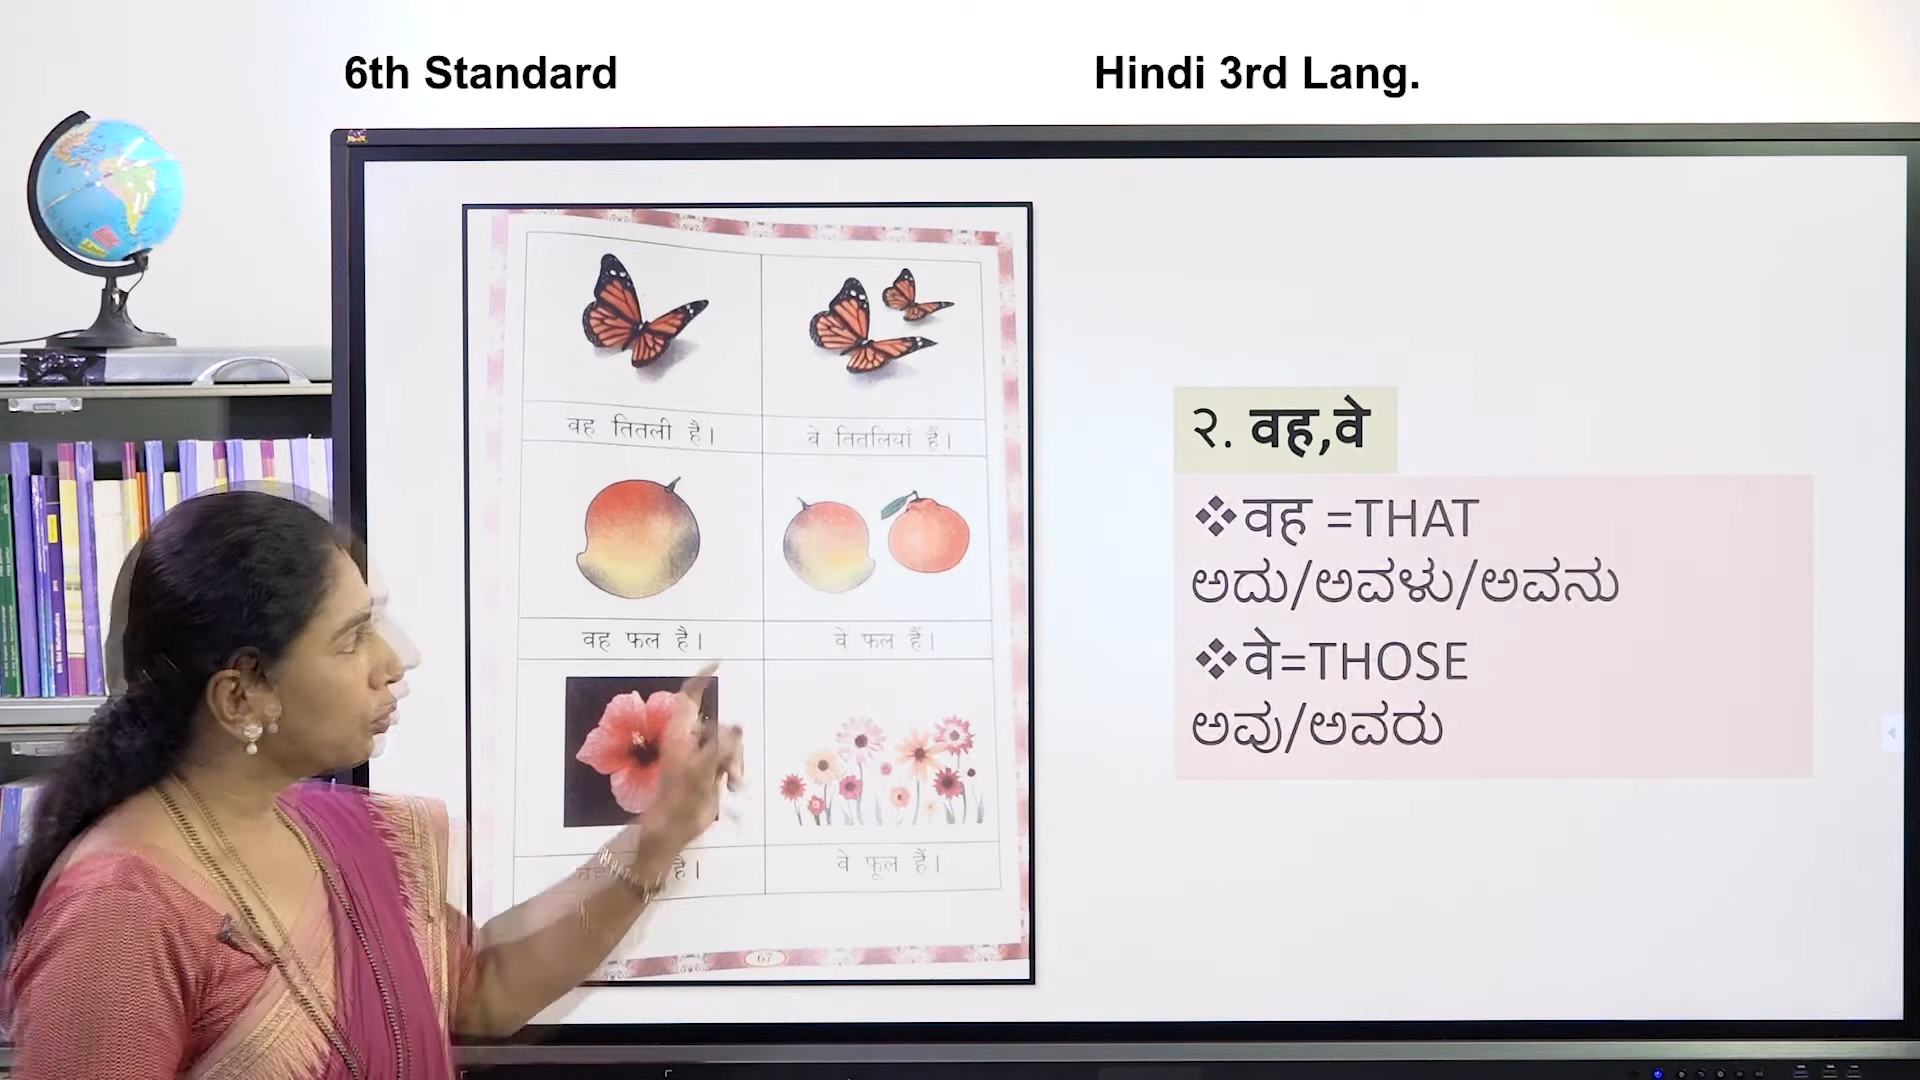 6th Standard
Hindi 3rd Lang.
वह तितली है।
वे तितलियाँ हैं।
वह फल है।
वे फल हैं।
है।
वे फूल हैं।
67
२. वह,वे
❖वह =THAT
ಅದು/ಅವಳು/ಅವನು
❖वे=THOSE
ಅವು/ಅವರು